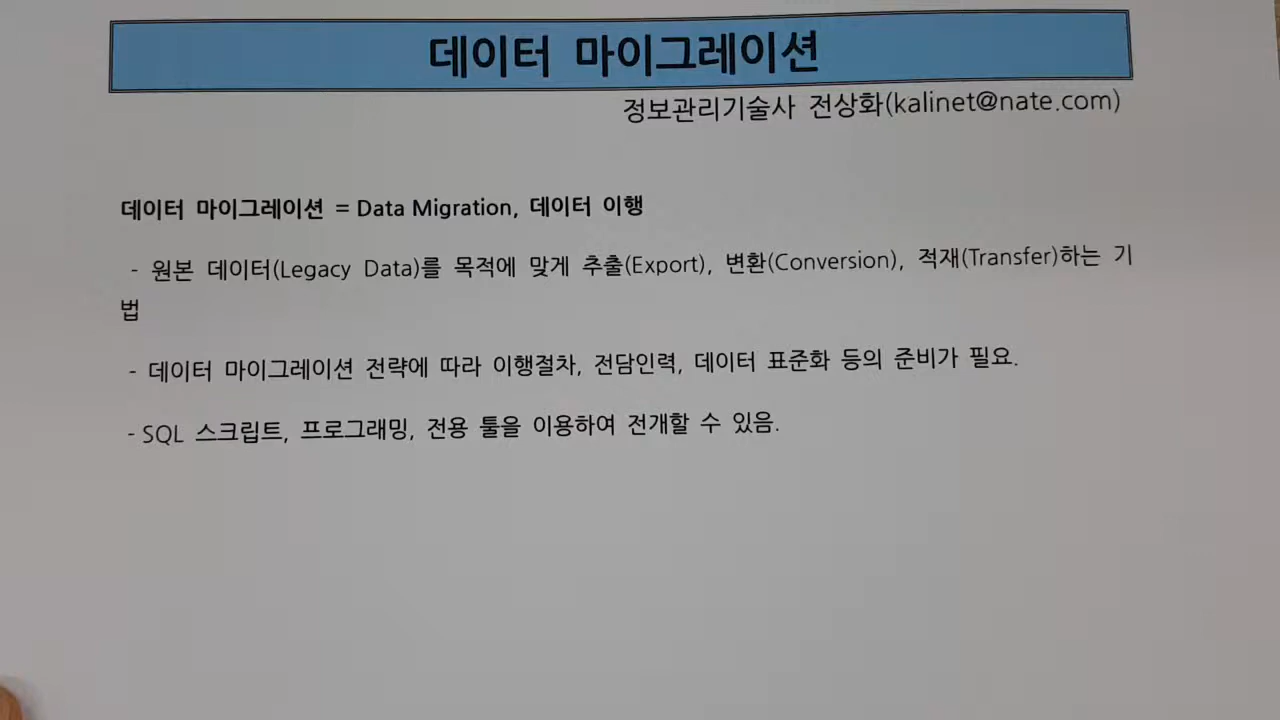 데이터 마이그레이션
정보관리기술사 전상화(kalinet@nate.com)
데이터 마이그레이션 = Data Migration, 데이터 이행
- 원본 데이터(Legacy Data)를 목적에 맞게 추출(Export), 변환(Conversion), 적재(Transfer)하는 기
법
- 데이터 마이그레이션 전략에 따라 이행절차, 전담인력, 데이터 표준화 등의 준비가 필요.
- SQL 스크립트, 프로그래밍, 전용 툴을 이용하여 전개할 수 있음.